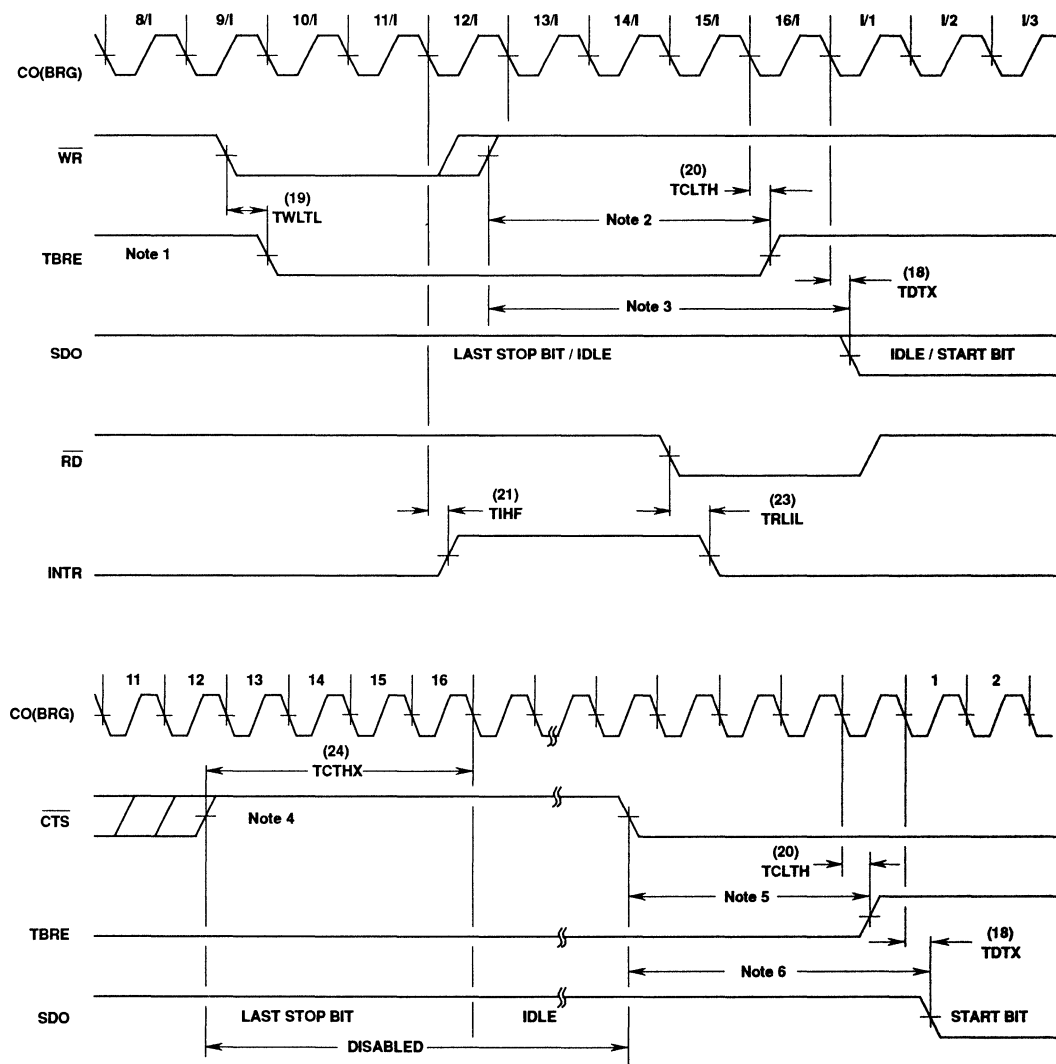 8/I 9/I 10/I 11/I 12/I 13/I 14/I 15/I 16/I I/1 I/2 I/3
CO(BRG)
WR
(19)
TWLTL
(20)
TCLTH
Note 2
TBRE
Note 1
(18)
TDTX
Note 3
SDO
LAST STOP BIT / IDLE
IDLE / START BIT
RD
(21)
TIHF
(23)
TRLIL
INTR
11 12 13 14 15 16 1 2
CO(BRG)
(24)
TCTHX
CTS
Note 4
(20)
TCLTH
Note 5
TBRE
(18)
TDTX
Note 6
SDO
LAST STOP BIT
IDLE
START BIT
DISABLED